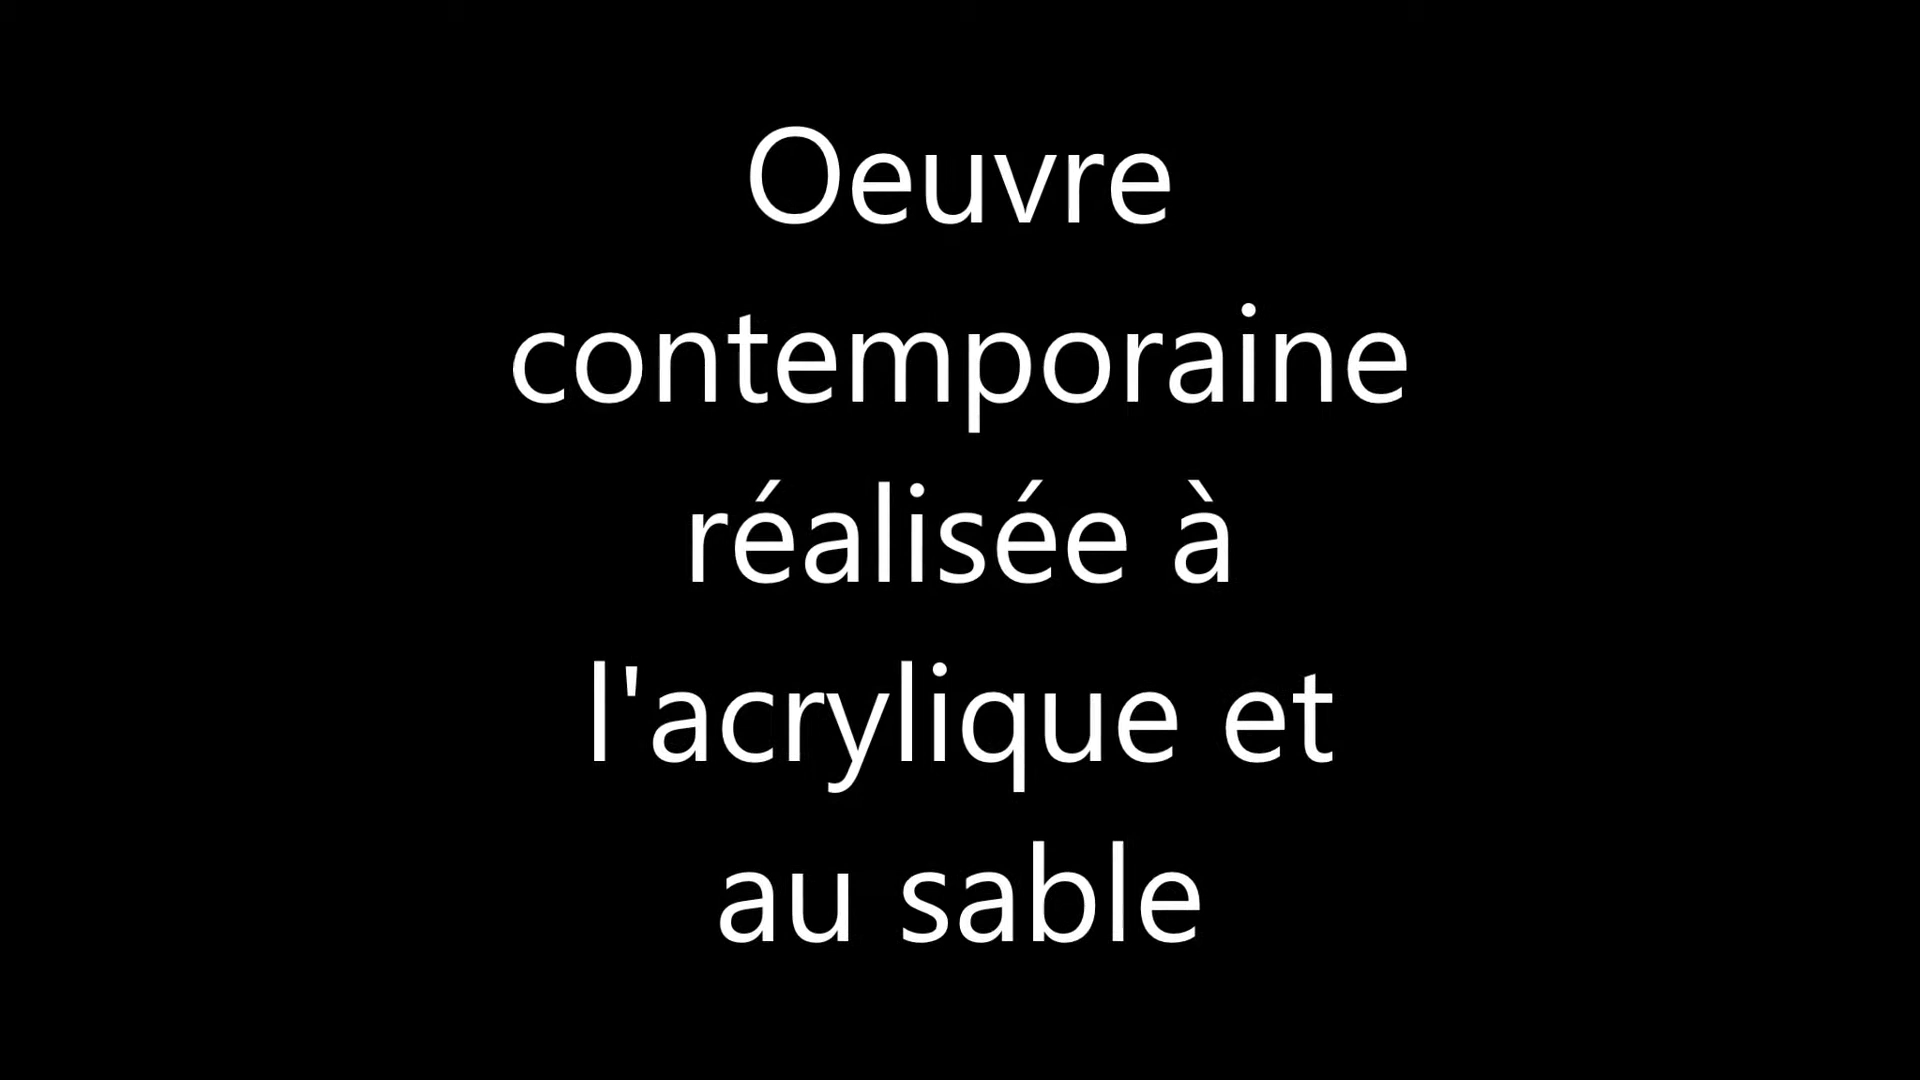 Oeuvre
contemporaine
réalisée à
l'acrylique et
au sable